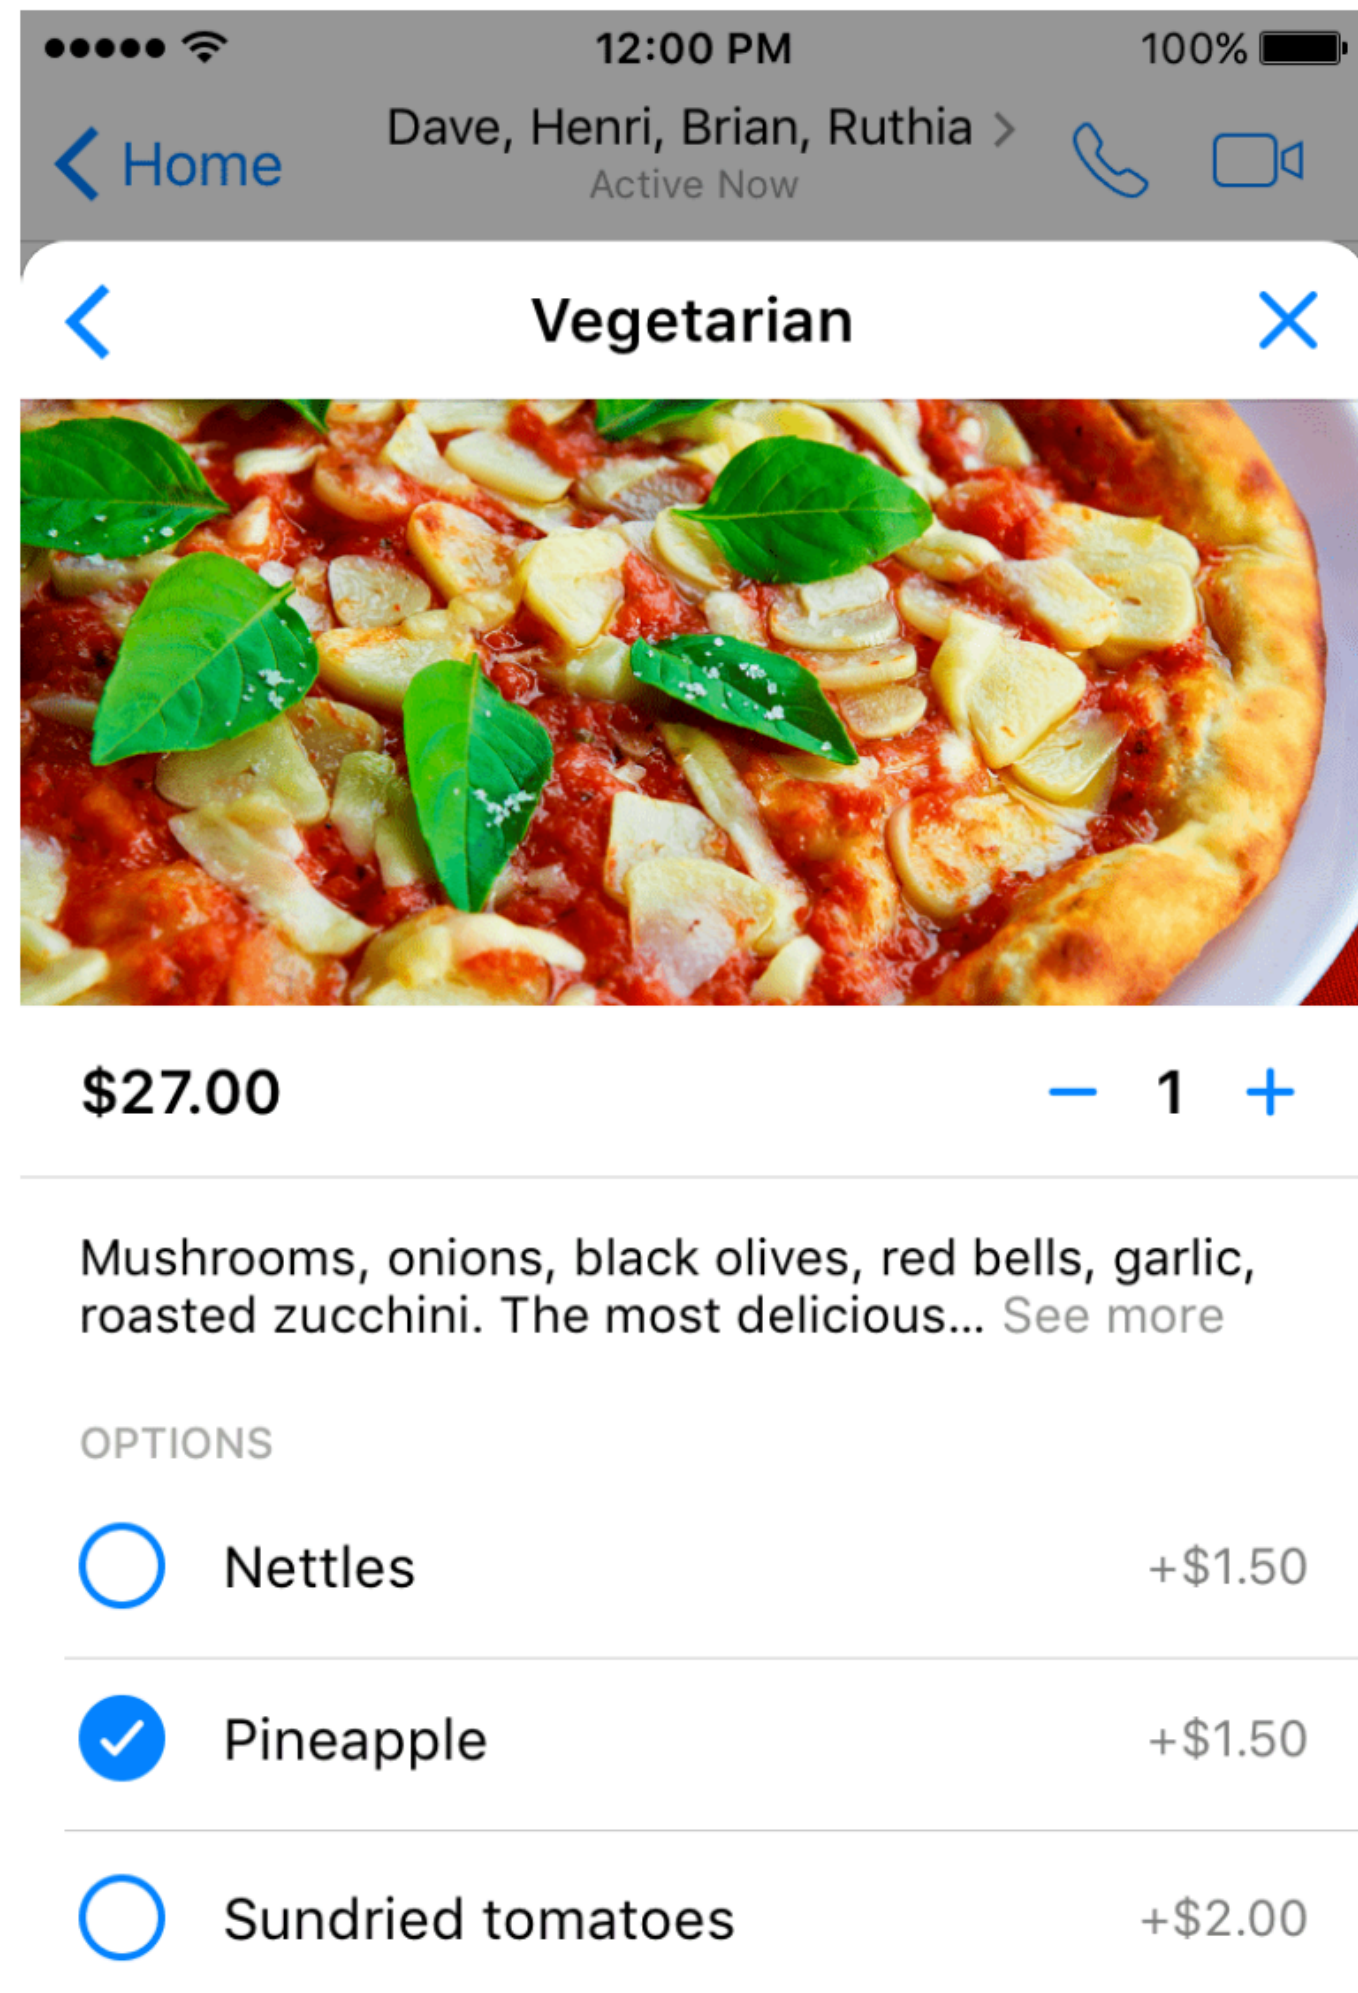 12:00 PM
100%
Home
Dave, Henri, Brian, Ruthia
Active Now
Vegetarian
$27.00
1
Mushrooms, onions, black olives, red bells, garlic,
roasted zucchini. The most delicious... See more
OPTIONS
Nettles +$1.50
Pineapple +$1.50
Sundried tomatoes +$2.00